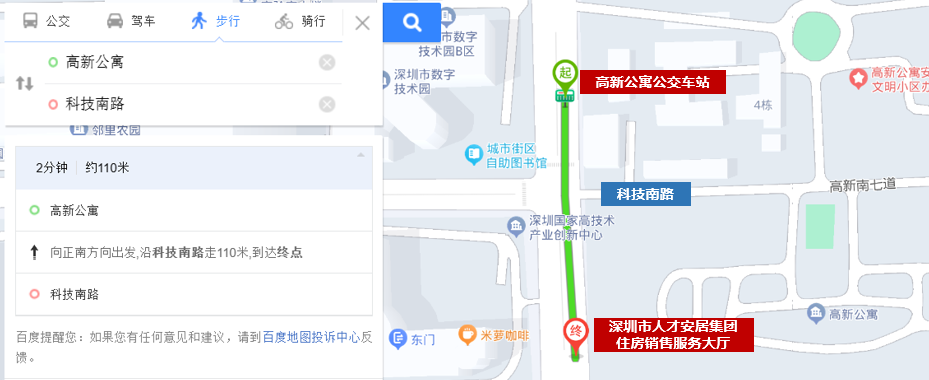 公交
驾车
步行
骑行
高新公寓
科技南路
邻里农园
2分钟 约110米
高新公寓
向正南方向出发,沿科技南路走110米,到达终点
科技南路
百度提醒您：如果您有任何意见和建议，请到百度地图投诉中心反
馈。
市数字
技术园B区
深圳市数字
技术园
起
高新公寓公交车站
4栋
高新公寓安
文明小区办
城市街区
自助图书馆
科技南路
高新南七道
深圳国家高技术
产业创新中心
高新公寓
东门
米萝咖啡
终
深圳市人才安居集团
住房销售服务大厅